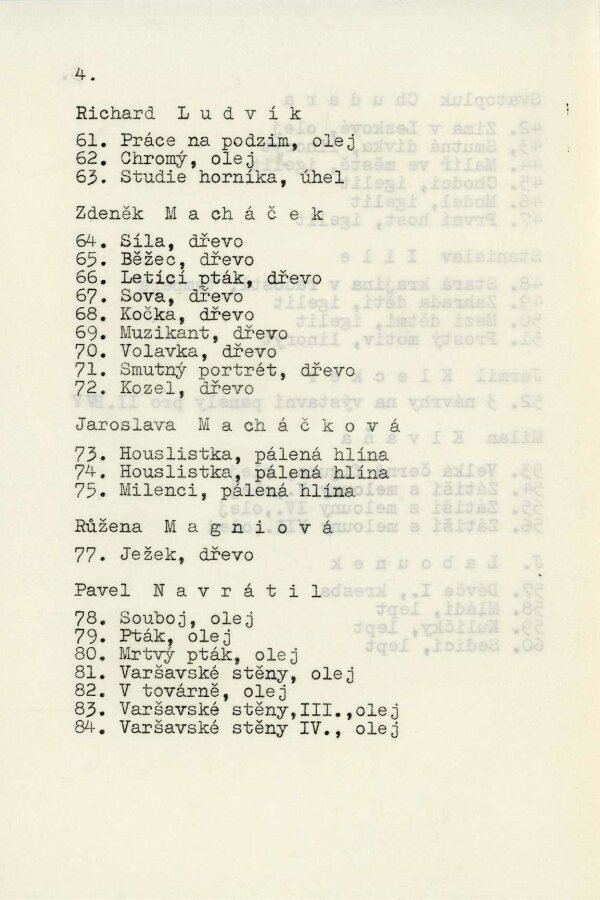 4.
Richard L u d v í k
61. Práce na podzim, olej
62. Chromý, olej
63. Studie horníka, úhel
Zdeněk M a c h á č e k
64. Síla, dřevo
65. Běžec, dřevo
66. Letící pták, dřevo
67. Sova, dřevo
68. Kočka, dřevo
69. Muzikant, dřevo
70. Volavka, dřevo
71. Smutný portrét, dřevo
72. Kozel, dřevo
Jaroslava M a c h á č k o v á
73. Houslistka, pálená hlína
74. Houslistka, pálená hlína
75. Milenci, pálená hlína
Růžena M a g n i o v á
77. Ježek, dřevo
Pavel N a v r á t i l
78. Souboj, olej
79. Pták, olej
80. Mrtvý pták, olej
81. Varšavské stěny, olej
82. V továrně, olej
83. Varšavské stěny,III.,olej
84. Varšavské stěny IV., olej